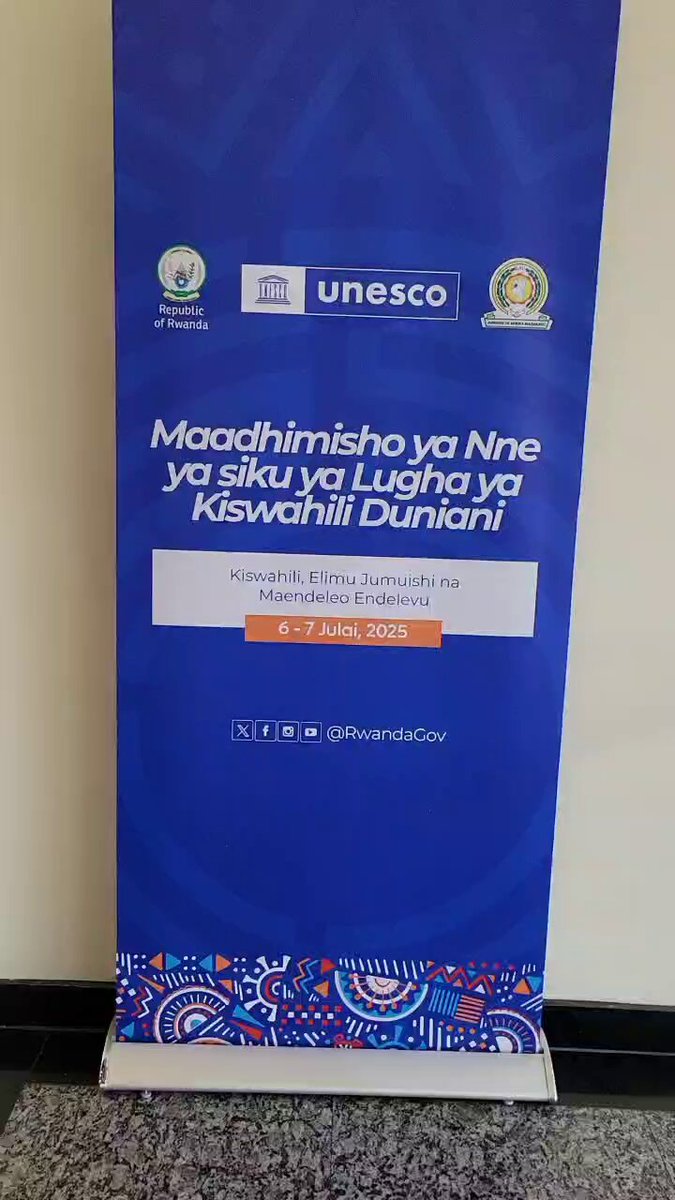 Republic
of Rwanda
unesco
Maadhimisho ya Nne
ya siku ya Lugha ya
Kiswahili Duniani
Kiswahili, Elimu Jumuishi na
Maendeleo Endelevu
6 - 7 Julai, 2025
@RwandaGov